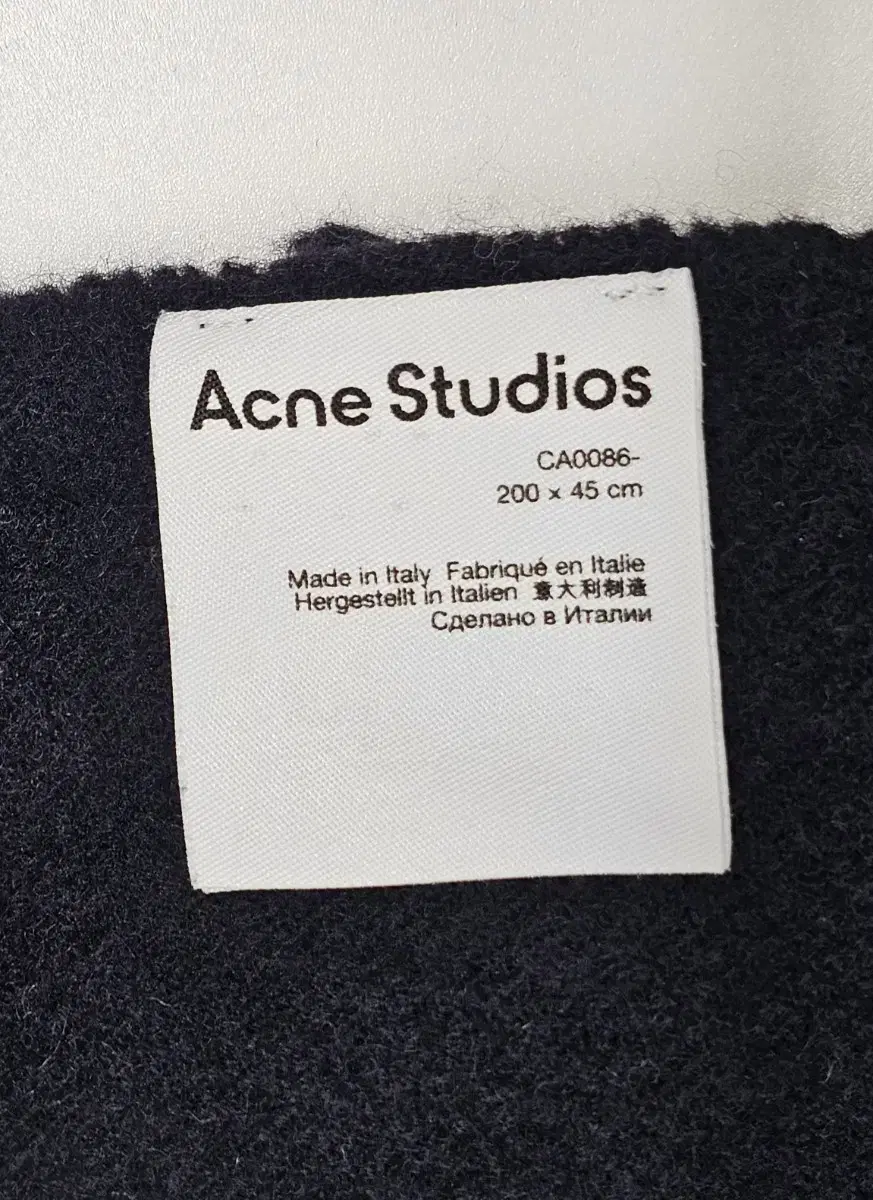 Acne Studios
CA0086-
200 x 45 cm
Made in Italy Fabriqué en Italie
Hergestellt in Italien 意大利制造
Сделано в Италии